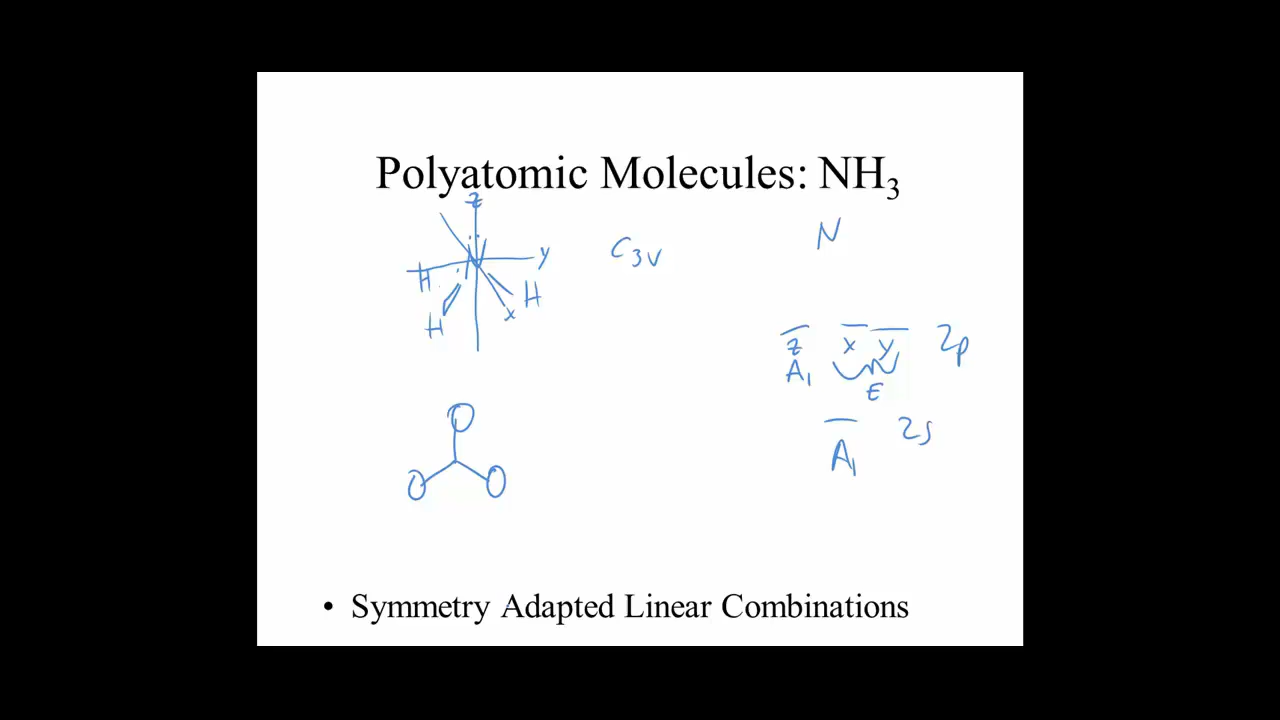 Polyatomic Molecules: NH3
z
N
y
H
H
H
x
C3v
N
z x y 2p
A1
E
2s
A1
• Symmetry Adapted Linear Combinations